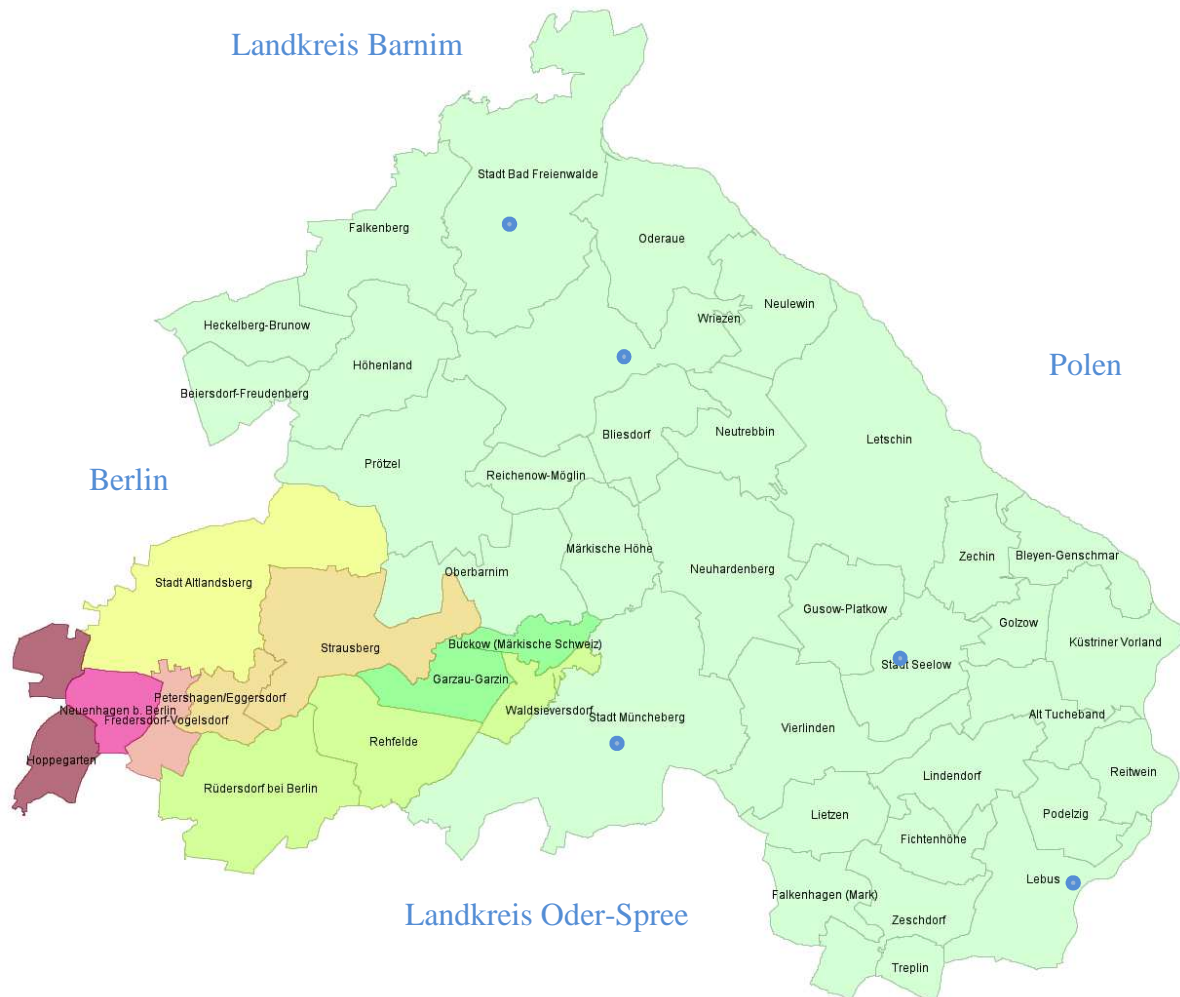 Landkreis Barnim
Stadt Bad Freienwalde
Falkenberg
Oderaue
Neulewin
Wriezen
Heckelberg-Brunow
Höhenland
Polen
Beiersdorf-Freudenberg
Bliesdorf
Neutrebbin
Letschin
Prötzel
Reichenow-Möglin
Berlin
Märkische Höhe
Zechin
Bleyen-Genschmar
Oberbarnim
Neuhardenberg
Stadt Altlandsberg
Gusow-Platkow
Golzow
Küstriner Vorland
Strausberg
Buckow (Märkische Schweiz)
Stadt Seelow
Garzau-Garzin
Petershagen/Eggersdorf
Neuenhagen b. Berlin
Waldsieversdorf
Fredersdorf-Vogelsdorf
Stadt Müncheberg
Alt Tucheband
Vierlinden
Rehfelde
Hoppegarten
Reitwein
Lindendorf
Rüdersdorf bei Berlin
Lietzen
Podelzig
Fichtenhöhe
Lebus
Falkenhagen (Mark)
Landkreis Oder-Spree
Zeschdorf
Treplin